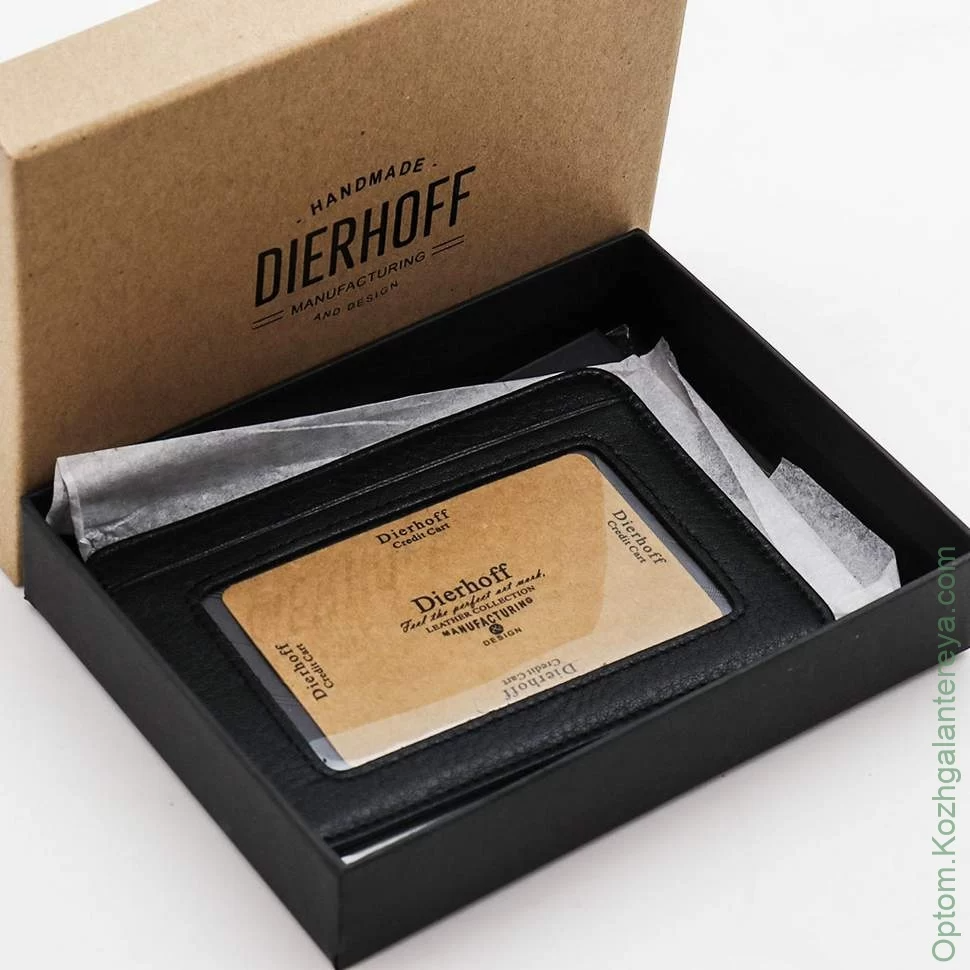 - HANDMADE -
DIERHOFF
MANUFACTURING
AND DESIGN
Dierhoff
Credit Cart
Dierhoff
Credit Cart
Dierhoff
Feel the perfect art mark.
LEATHER COLLECTION
MANUFACTURING
DESIGN
Dierhoff
Credit Cart
Dierhoff
Credit Cart
Optom.Kozhgalantereya.com